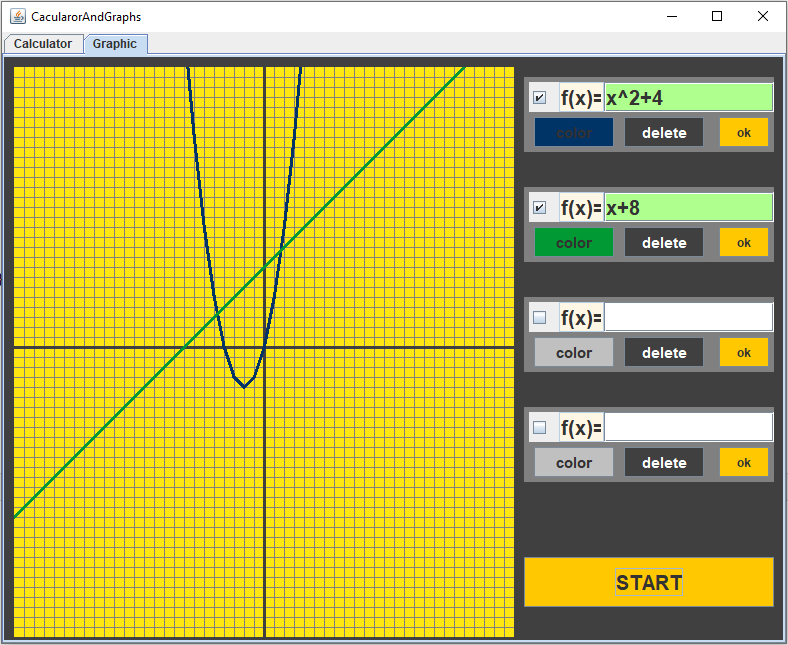 CacularorAndGraphs
Calculator Graphic
f(x)= x^2+4
color delete ok
f(x)= x+8
color delete ok
f(x)=
color delete ok
f(x)=
color delete ok
START